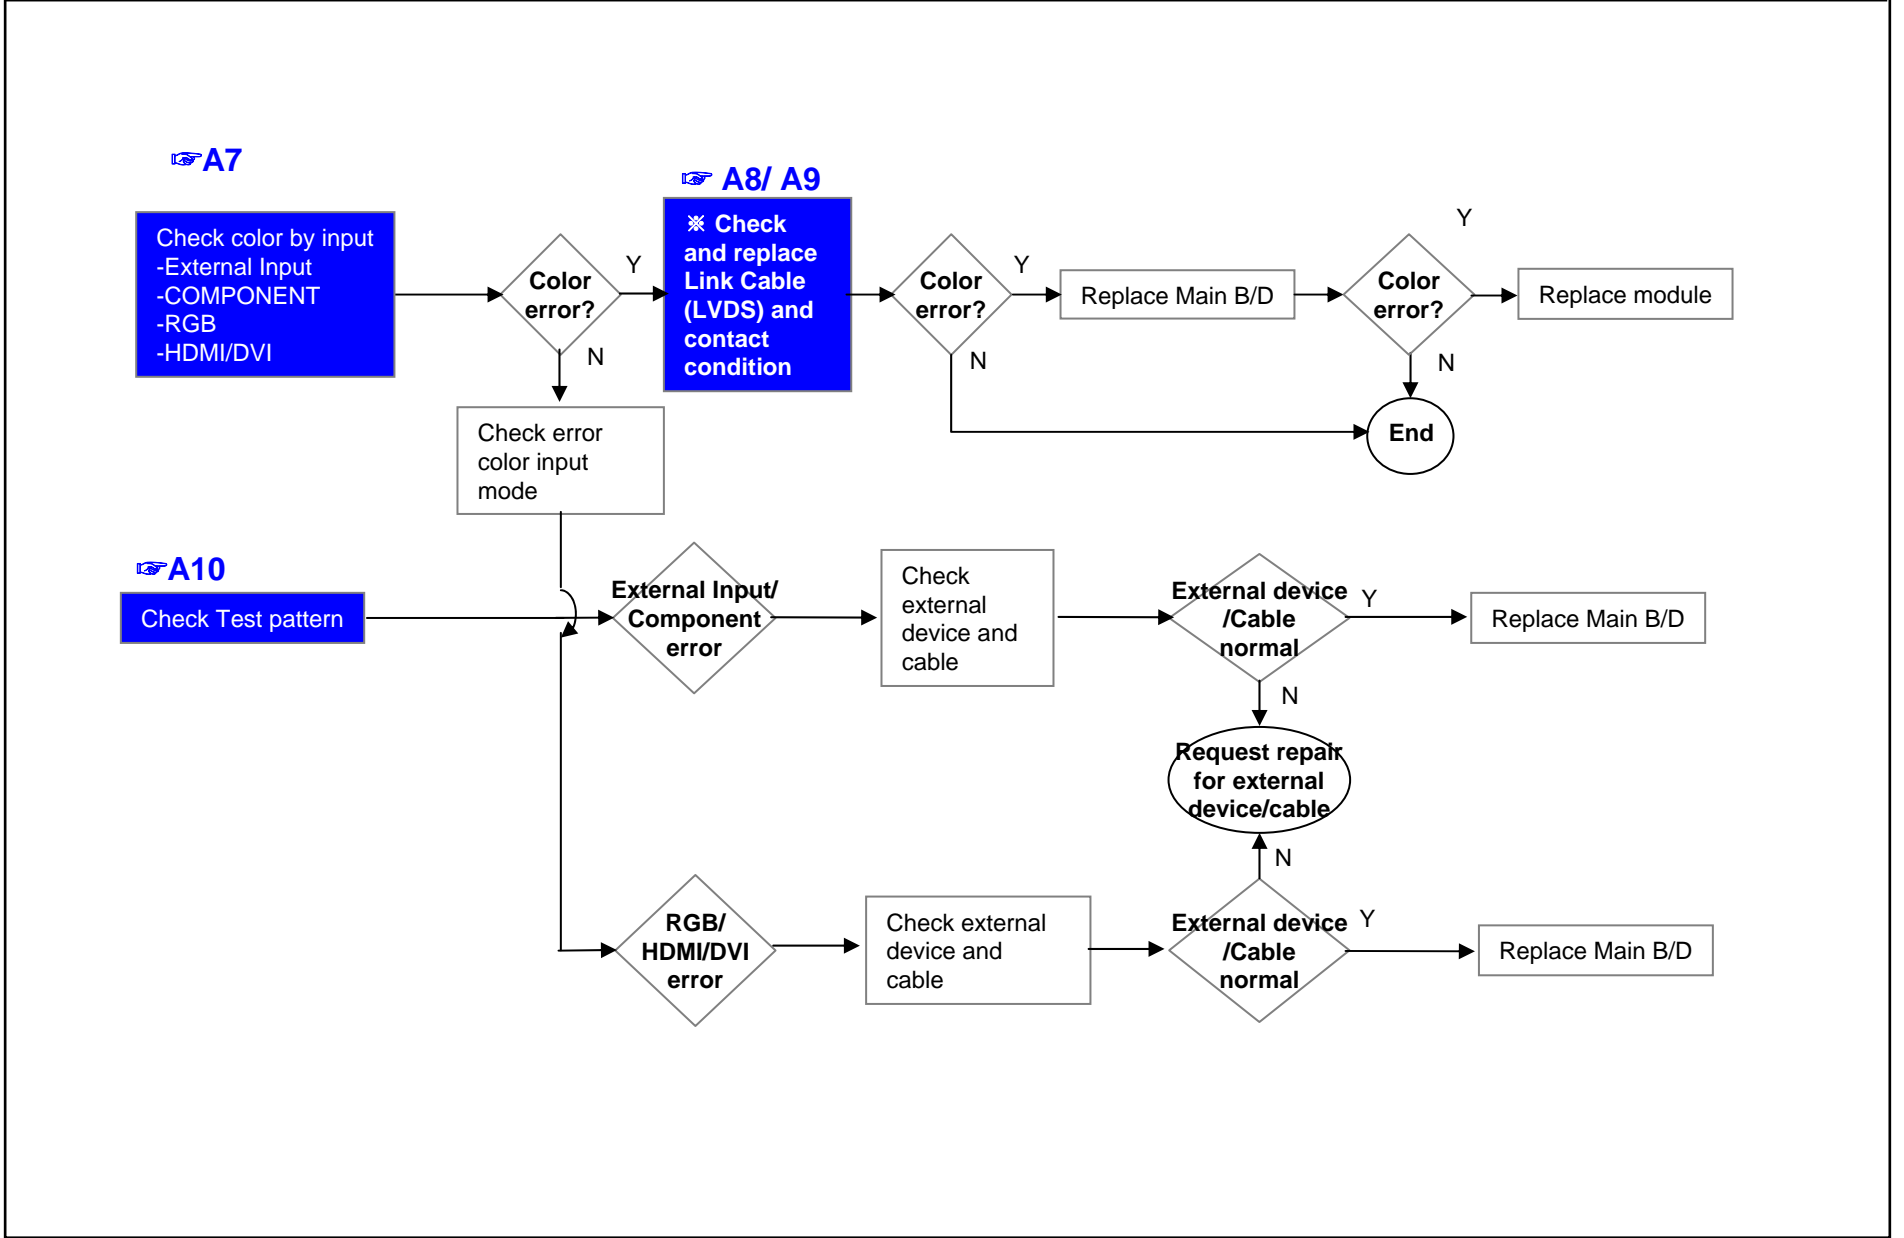 ☞A7
Check color by input
-External Input
-COMPONENT
-RGB
-HDMI/DVI
Color
error?
Y
N
☞ A8/ A9
※ Check
and replace
Link Cable
(LVDS) and
contact
condition
Color
error?
Y
N
Replace Main B/D
Color
error?
Y
N
Replace module
End
Check error
color input
mode
☞A10
Check Test pattern
External Input/
Component
error
Check
external
device and
cable
External device
/Cable
normal
Y
N
Replace Main B/D
Request repair
for external
device/cable
N
RGB/
HDMI/DVI
error
Check external
device and
cable
External device
/Cable
normal
Y
Replace Main B/D